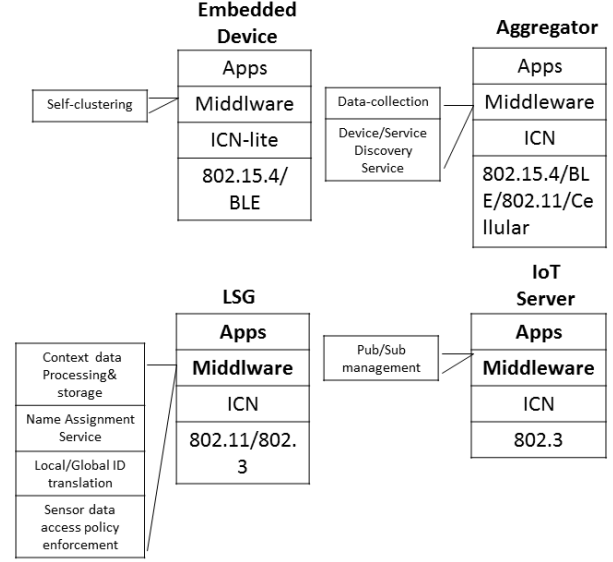 Embedded
Device
Apps
Middlware
ICN-lite
802.15.4/
BLE
Self-clustering
Aggregator
Apps
Middleware
ICN
802.15.4/BL
E/802.11/Ce
llular
Data-collection
Device/Service
Discovery
Service
LSG
Apps
Middlware
ICN
802.11/802.
3
Context data
Processing&
storage
Name Assignment
Service
Local/Global ID
translation
Sensor data
access policy
enforcement
IoT
Server
Apps
Middleware
ICN
802.3
Pub/Sub
management